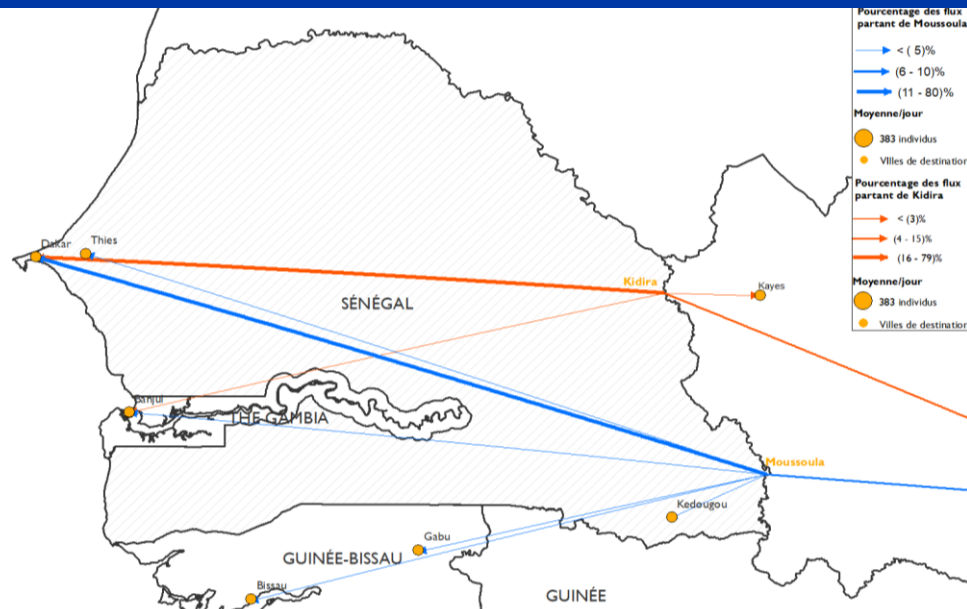 Pourcentage des flux
partant de Moussoula
< ( 5)%
(6 - 10)%
(11 - 80)%
Moyenne/jour
383 individus
VIlles de destination
Pourcentage des flux
partant de Kidira
< (3)%
(4 - 15)%
(16 - 79)%
Moyenne/jour
383 individus
Villes de destination
Dakar
Thies
Kidira
Kayes
SÉNÉGAL
Banjul
THE GAMBIA
Moussoula
Kedougou
Gabu
GUINÉE-BISSAU
Bissau
GUINÉE